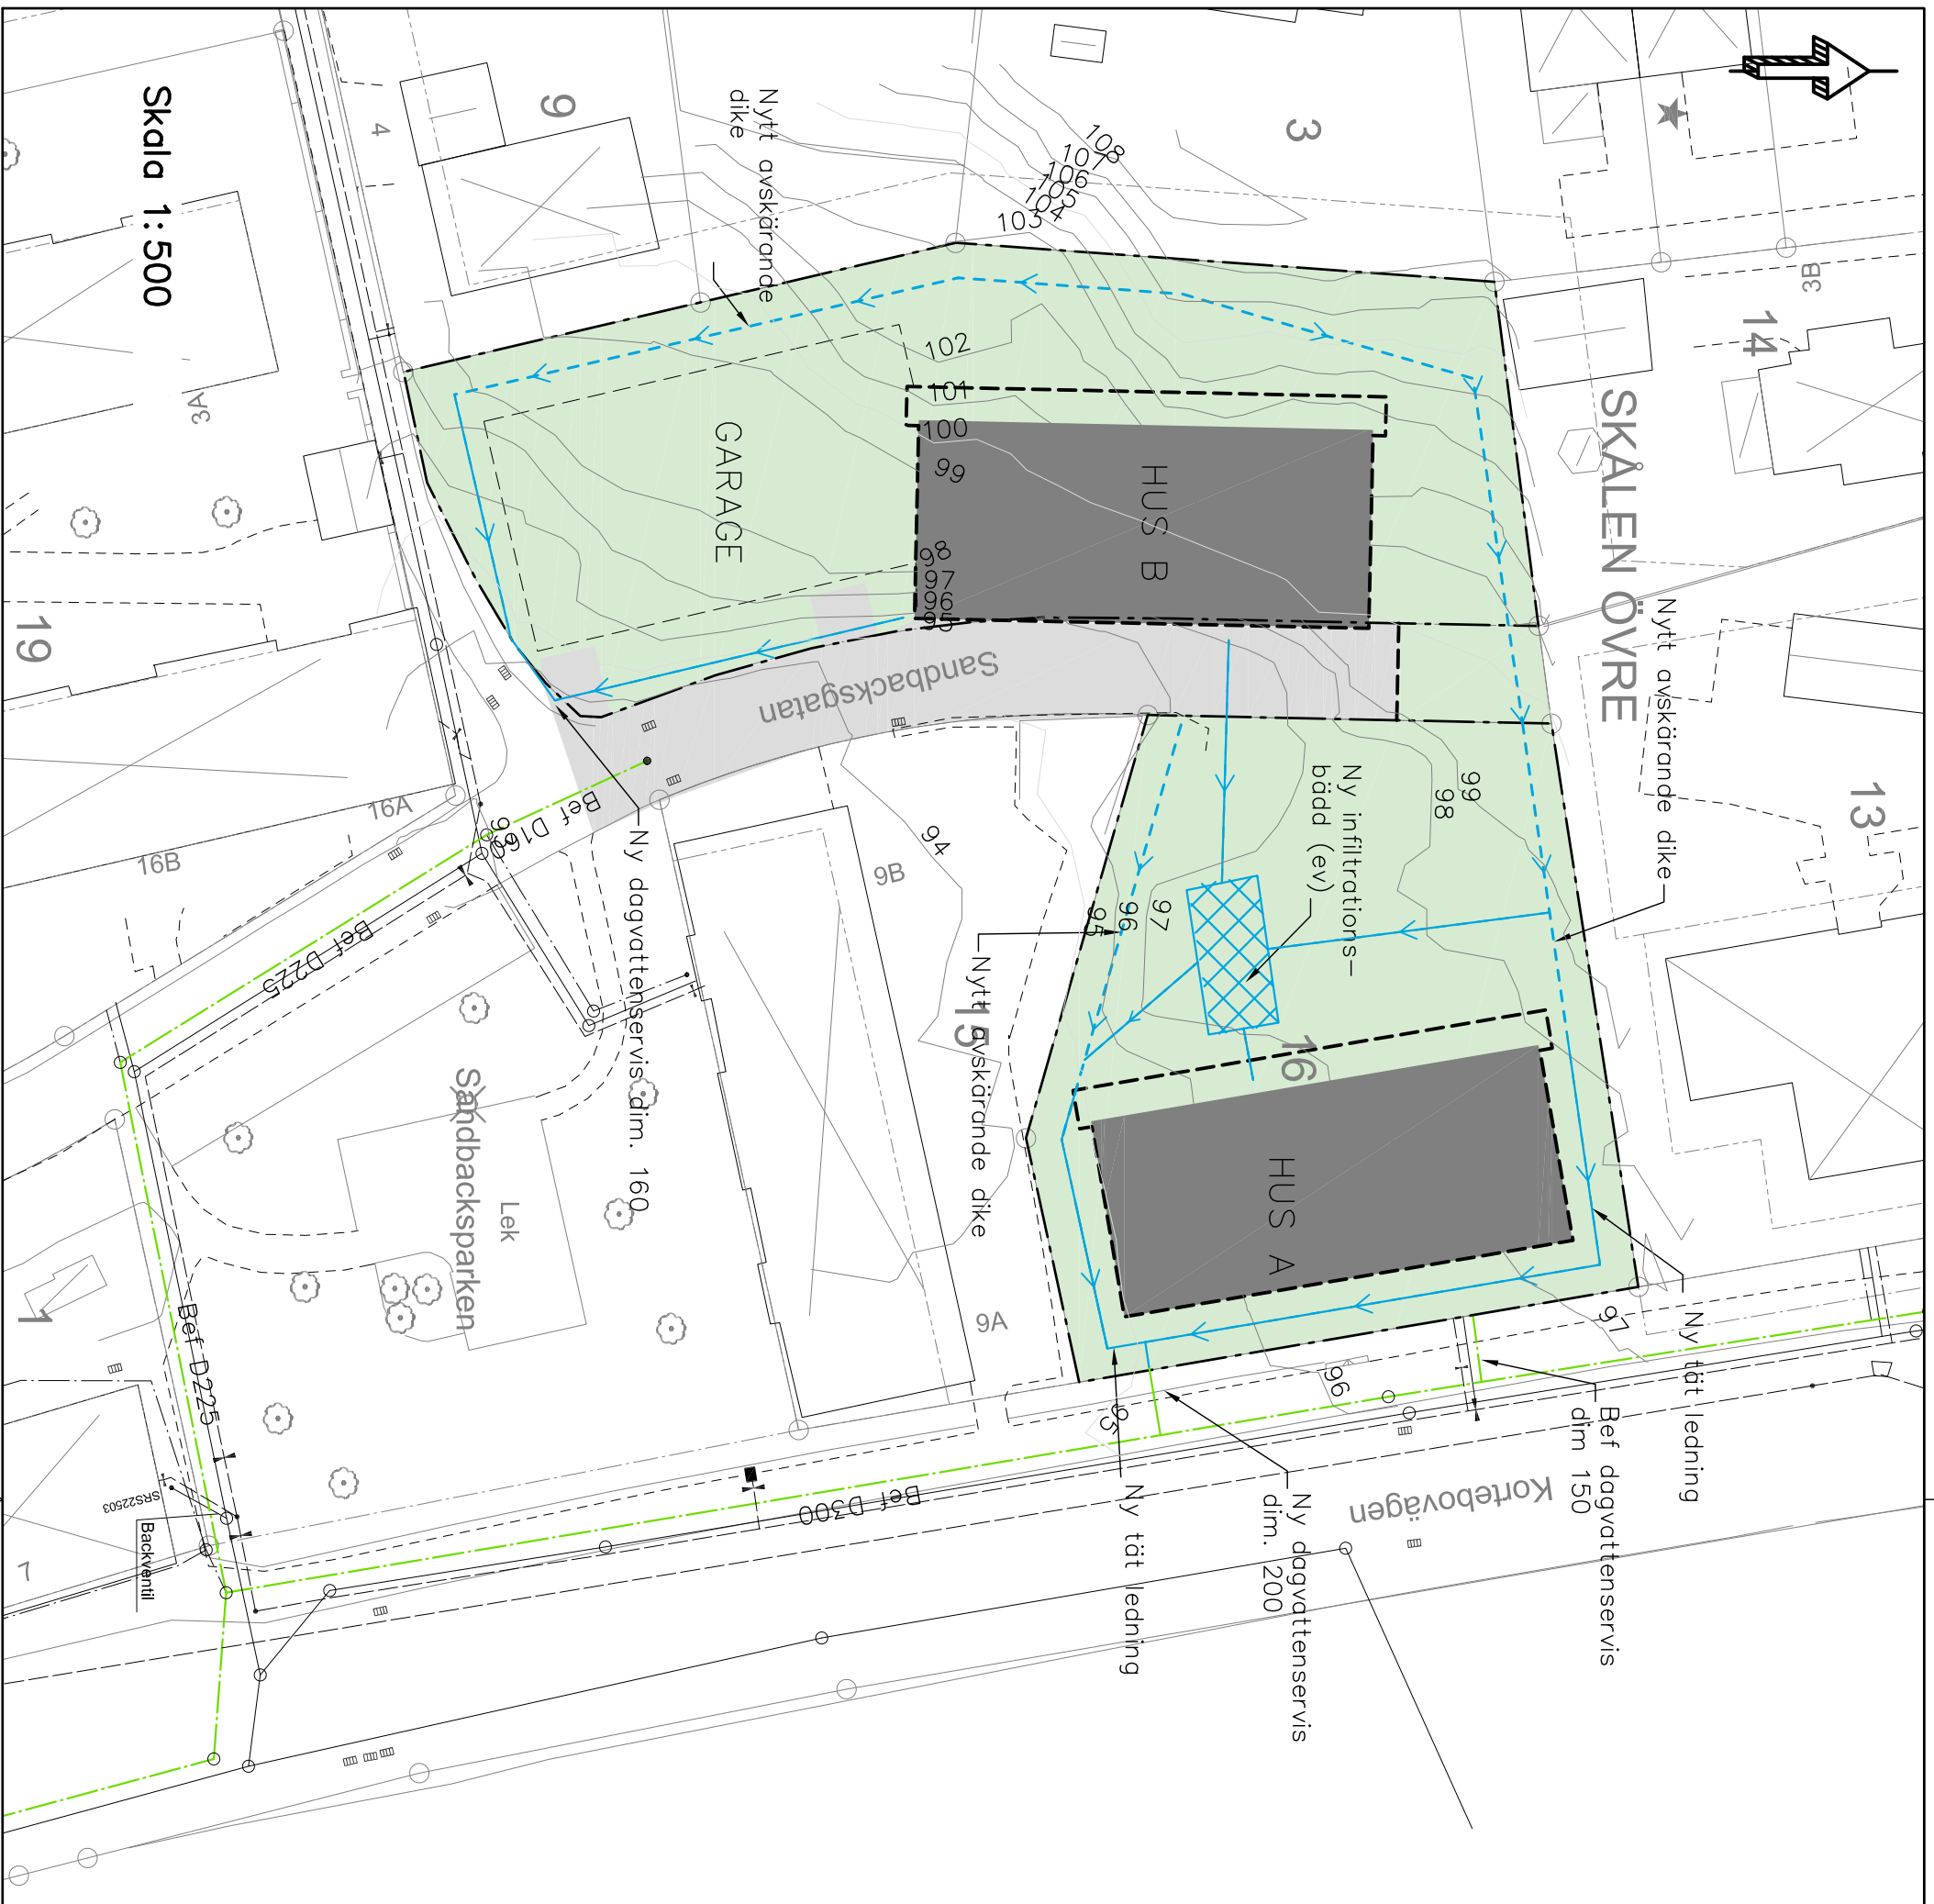 Skala 1:500
SKÅLEN ÖVRE
3
3B
14
13
9
4
3A
19
16A
16B
1
7
15
16
9A
9B
108
107
106
105
104
103
102
101
100
99
98
97
96
95
Nytt avskärande
dike
GARAGE
HUS B
Sandbacksgatan
Nytt avskärande dike
99
98
Ny infiltrations–
bädd (ev)
97
96
95
94
Nytt avskärande dike
HUS A
Bef D160
Ny dagvattenservis dim. 160
Bef D225
Sandbacksparken
Lek
Bef D225
SRS22503
Backventil
Bef D300
Kortebovägen
97
96
95
Ny tät ledning
Bef dagvattenservis
dim 150
Ny dagvattenservis
dim. 200
Ny tät ledning